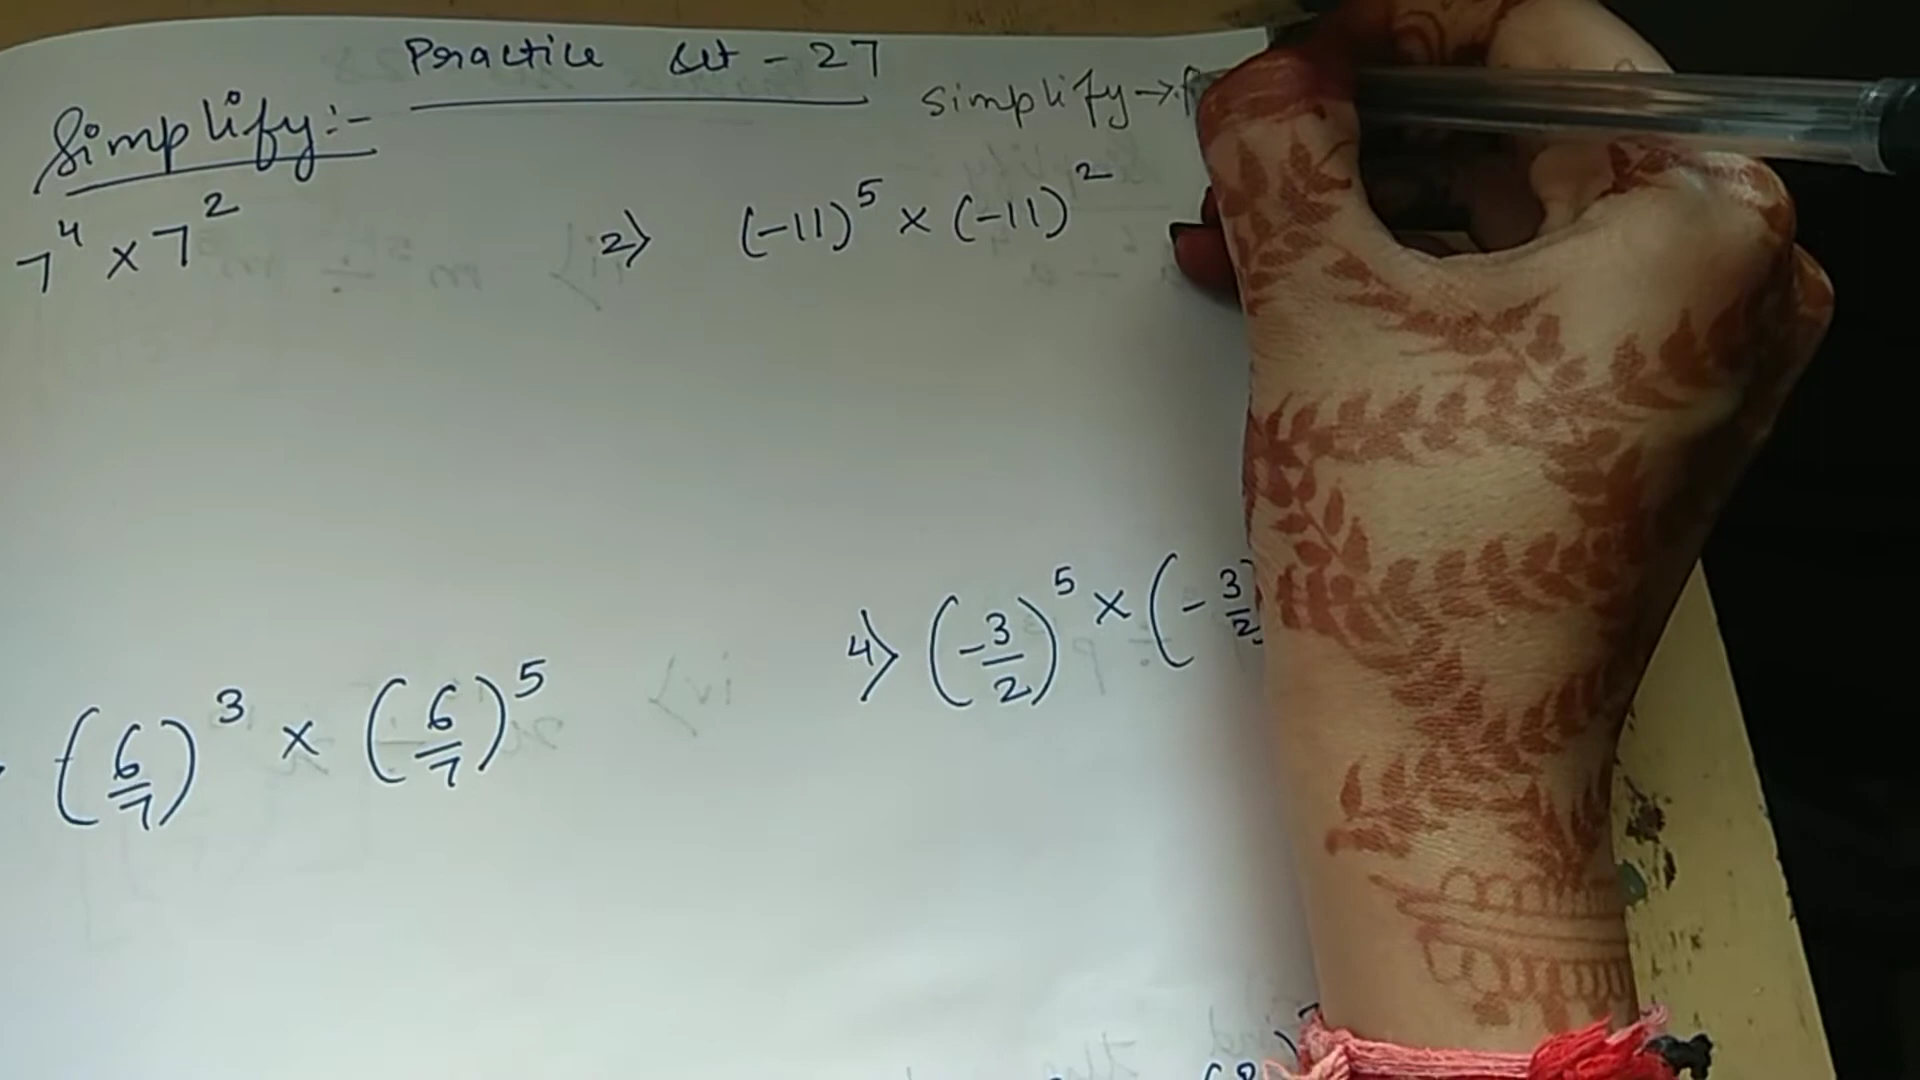 Practice Set - 27
Simplify:-
simplify →
7⁴ × 7²
2) (-11)⁵ × (-11)²
(6/7)³ × (6/7)⁵
4) (-3/2)⁵ × (-3/2